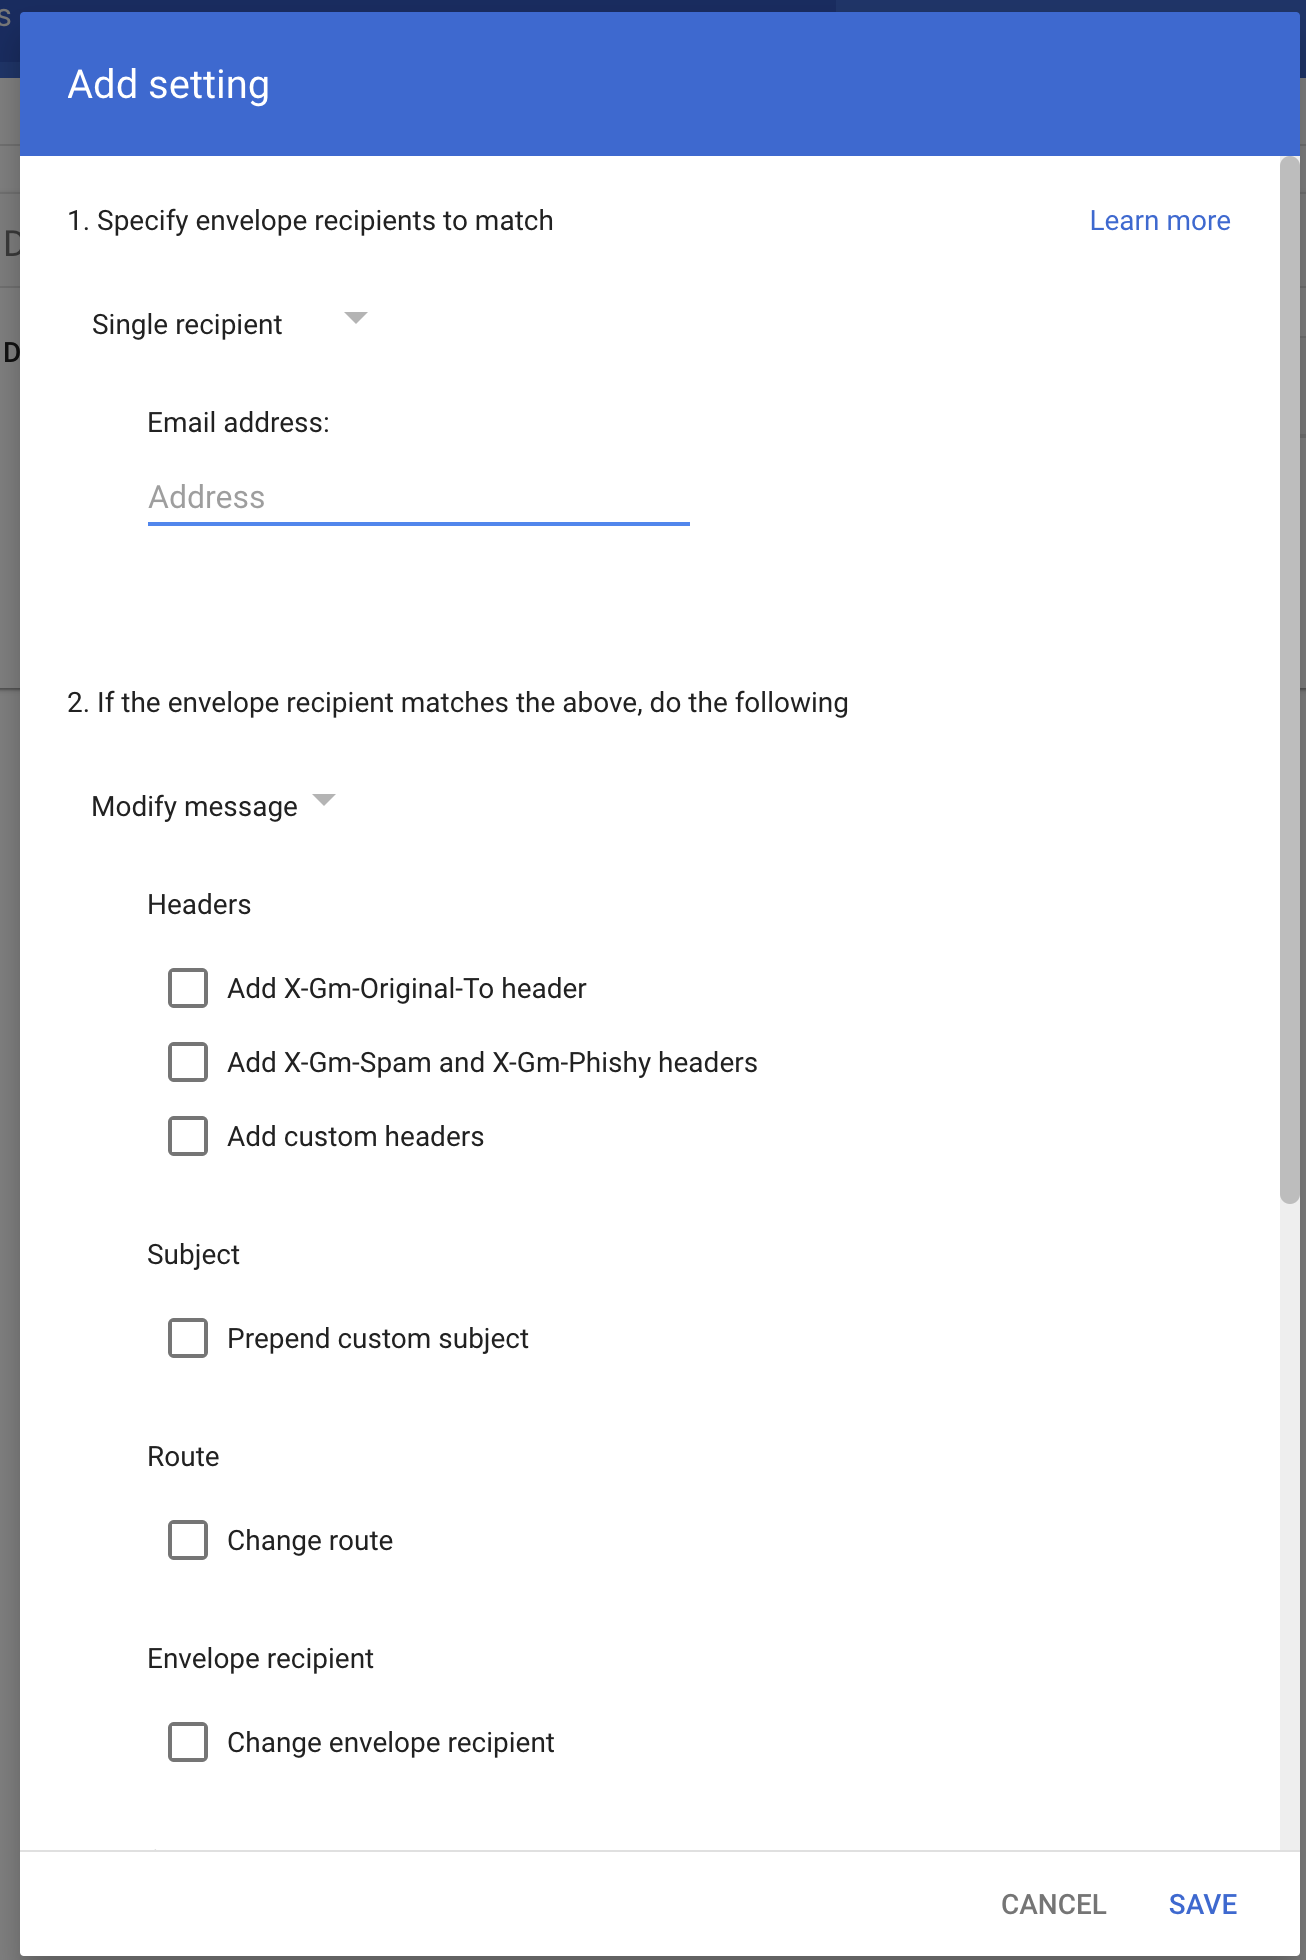 Add setting
1. Specify envelope recipients to match Learn more
Single recipient
Email address:
Address
2. If the envelope recipient matches the above, do the following
Modify message
Headers
Add X-Gm-Original-To header
Add X-Gm-Spam and X-Gm-Phishy headers
Add custom headers
Subject
Prepend custom subject
Route
Change route
Envelope recipient
Change envelope recipient
CANCEL SAVE